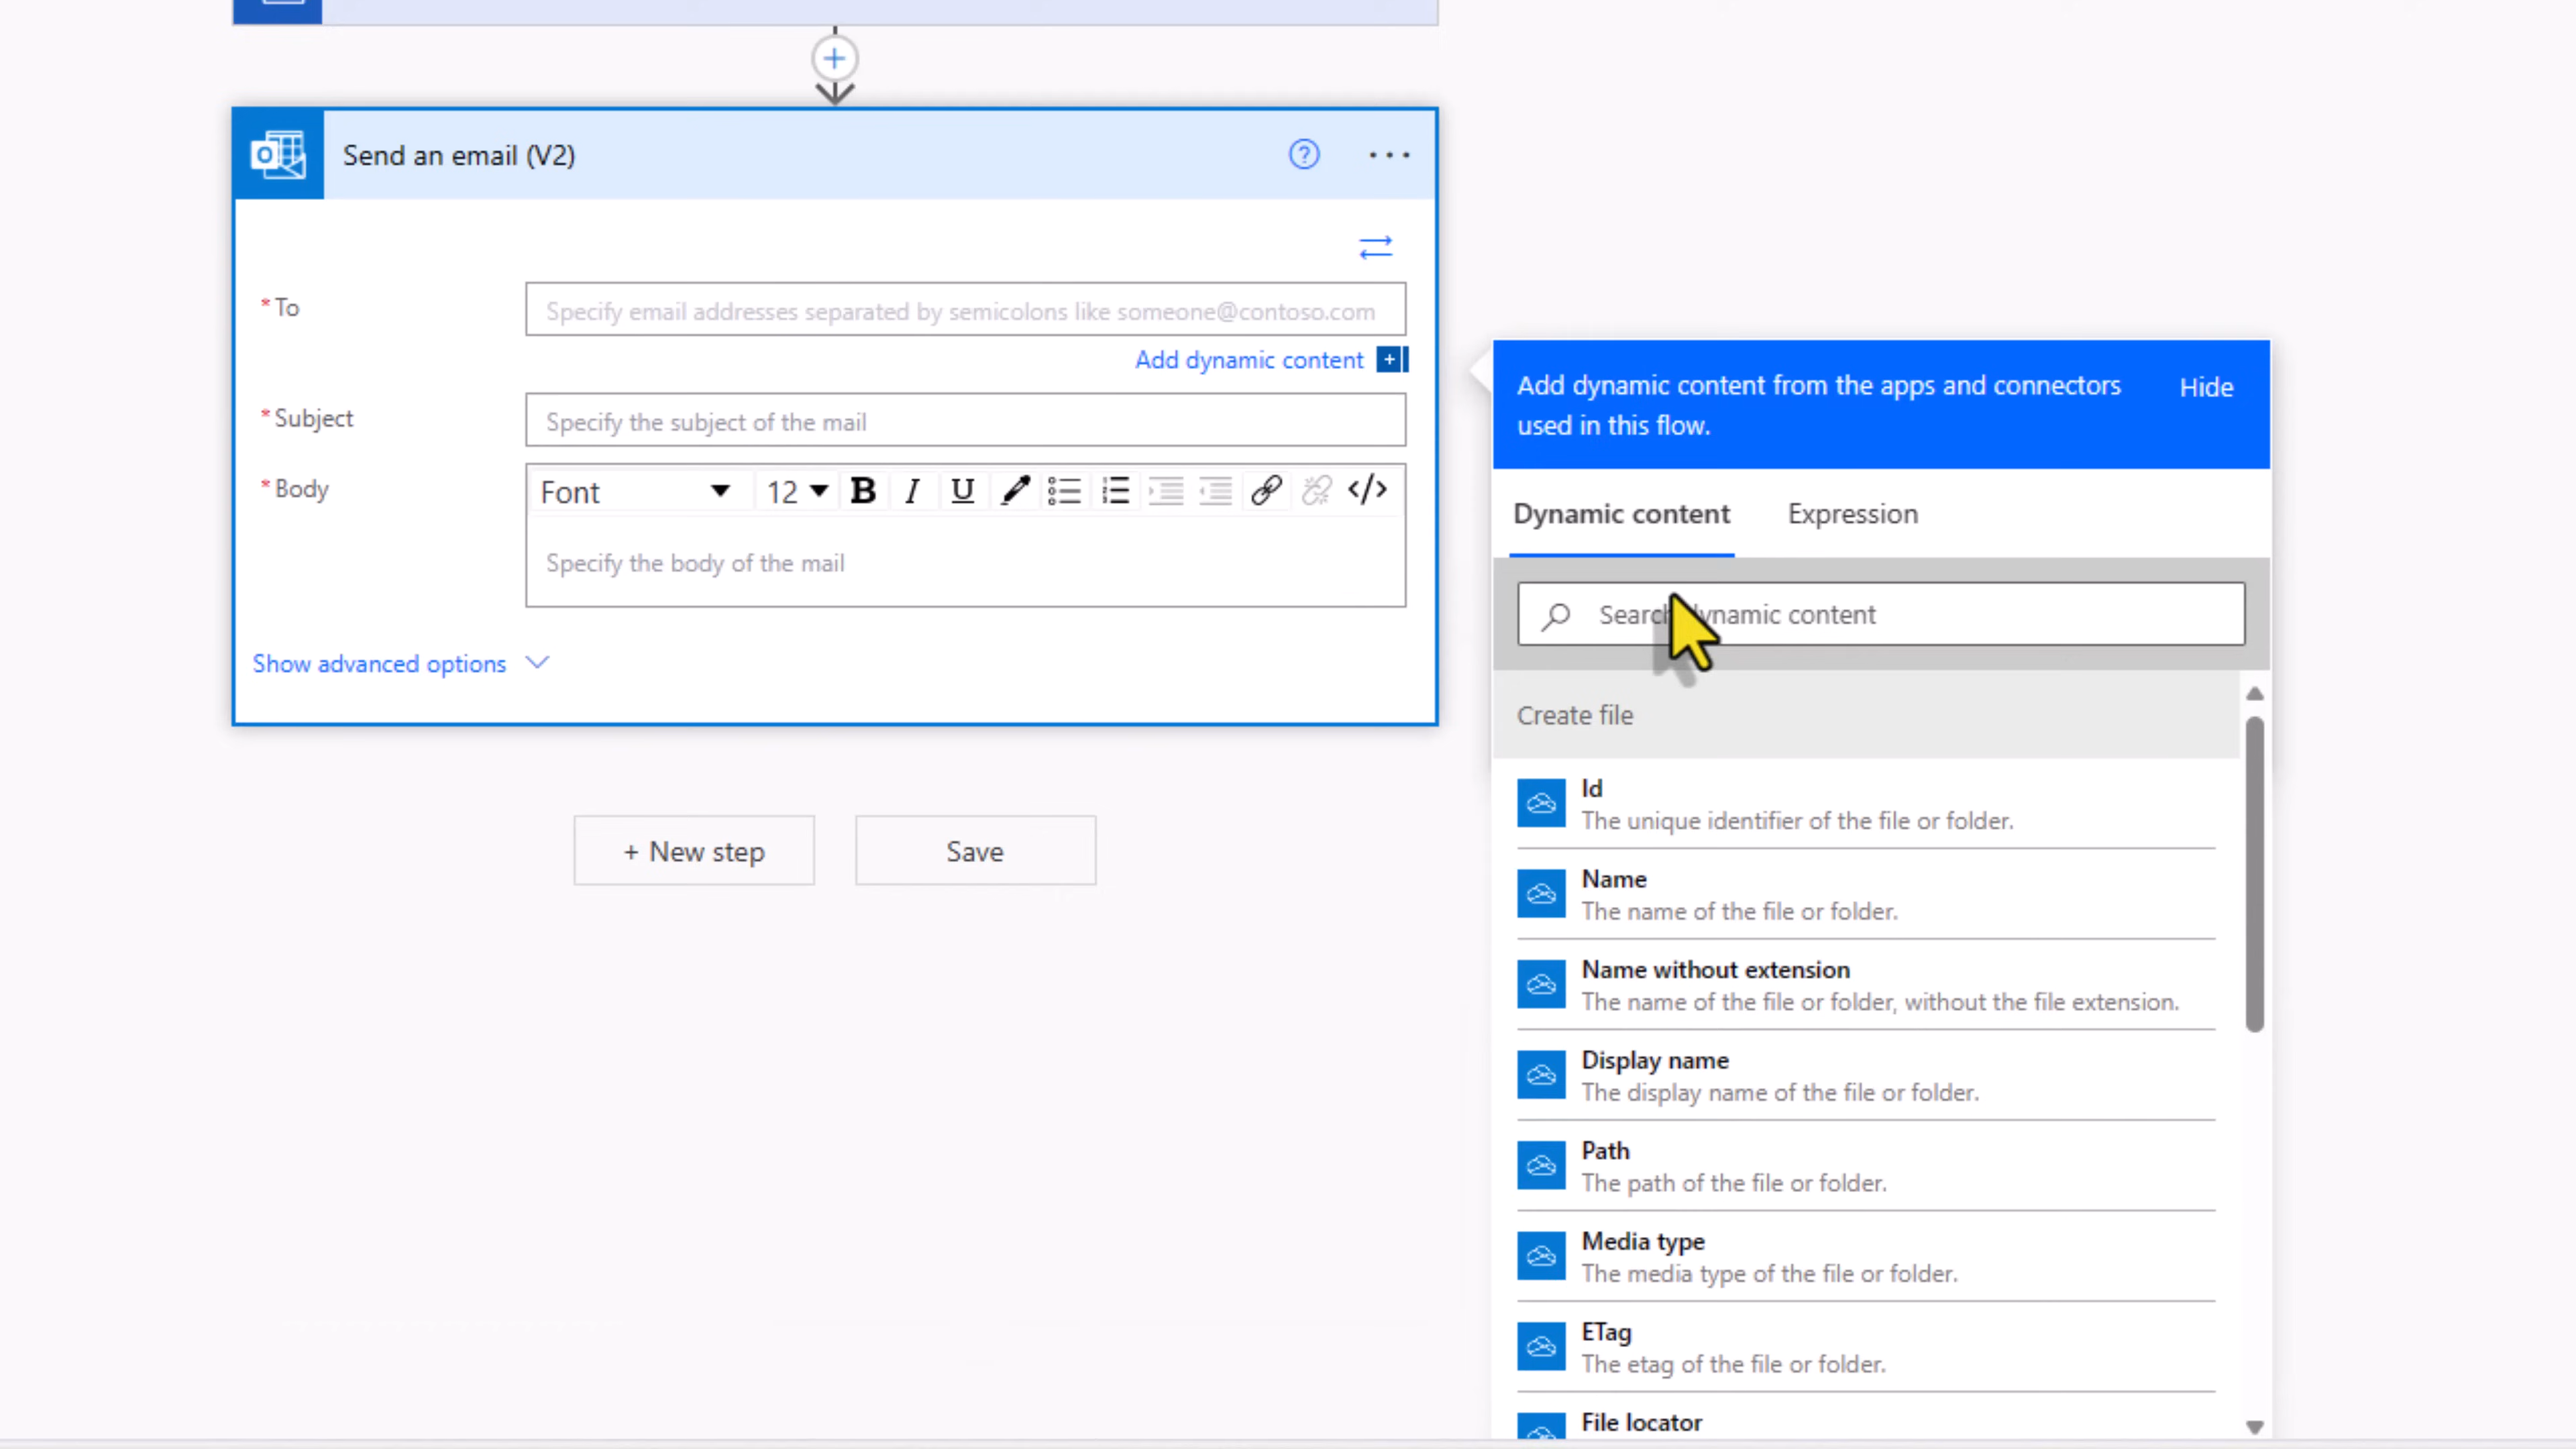 Send an email (V2)
* To
Specify email addresses separated by semicolons like someone@contoso.com
Add dynamic content
* Subject
Specify the subject of the mail
* Body
Font
12
B
I
U
</>
Specify the body of the mail
Show advanced options
+ New step
Save
Add dynamic content from the apps and connectors
used in this flow.
Hide
Dynamic content
Expression
Search dynamic content
Create file
Id
The unique identifier of the file or folder.
Name
The name of the file or folder.
Name without extension
The name of the file or folder, without the file extension.
Display name
The display name of the file or folder.
Path
The path of the file or folder.
Media type
The media type of the file or folder.
ETag
The etag of the file or folder.
File locator